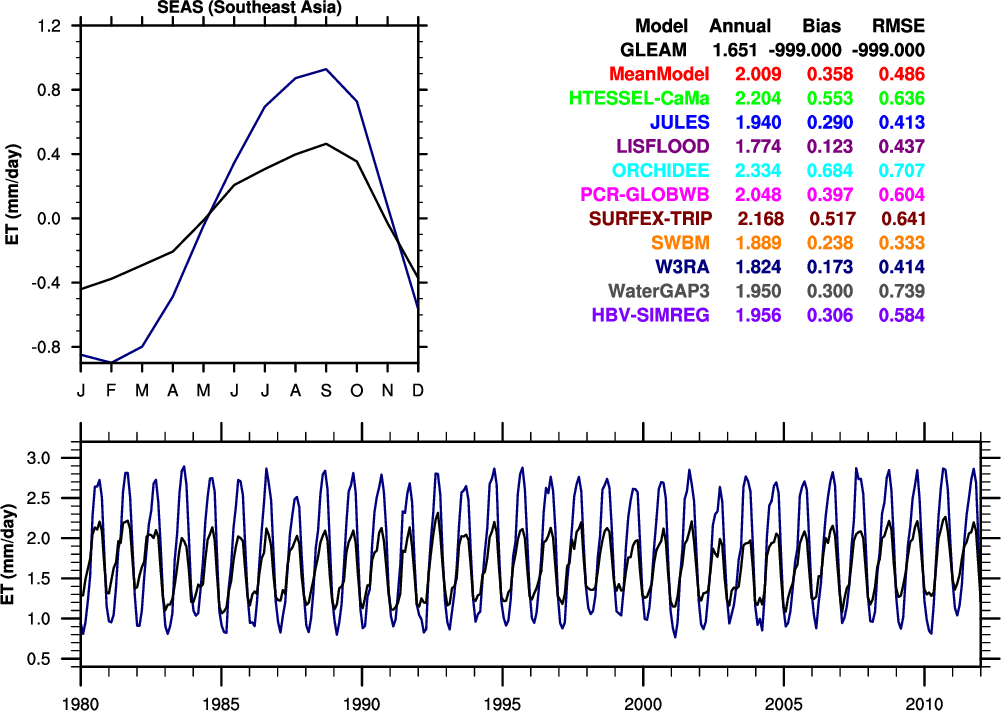 SEAS (Southeast Asia)
1.2
0.8
0.4
0.0
-0.4
-0.8
ET (mm/day)
J F M A M J J A S O N D
Model Annual Bias RMSE
GLEAM 1.651 -999.000 -999.000
MeanModel 2.009 0.358 0.486
HTESSEL-CaMa 2.204 0.553 0.636
JULES 1.940 0.290 0.413
LISFLOOD 1.774 0.123 0.437
ORCHIDEE 2.334 0.684 0.707
PCR-GLOBWB 2.048 0.397 0.604
SURFEX-TRIP 2.168 0.517 0.641
SWBM 1.889 0.238 0.333
W3RA 1.824 0.173 0.414
WaterGAP3 1.950 0.300 0.739
HBV-SIMREG 1.956 0.306 0.584
3.0
2.5
2.0
1.5
1.0
0.5
ET (mm/day)
1980 1985 1990 1995 2000 2005 2010